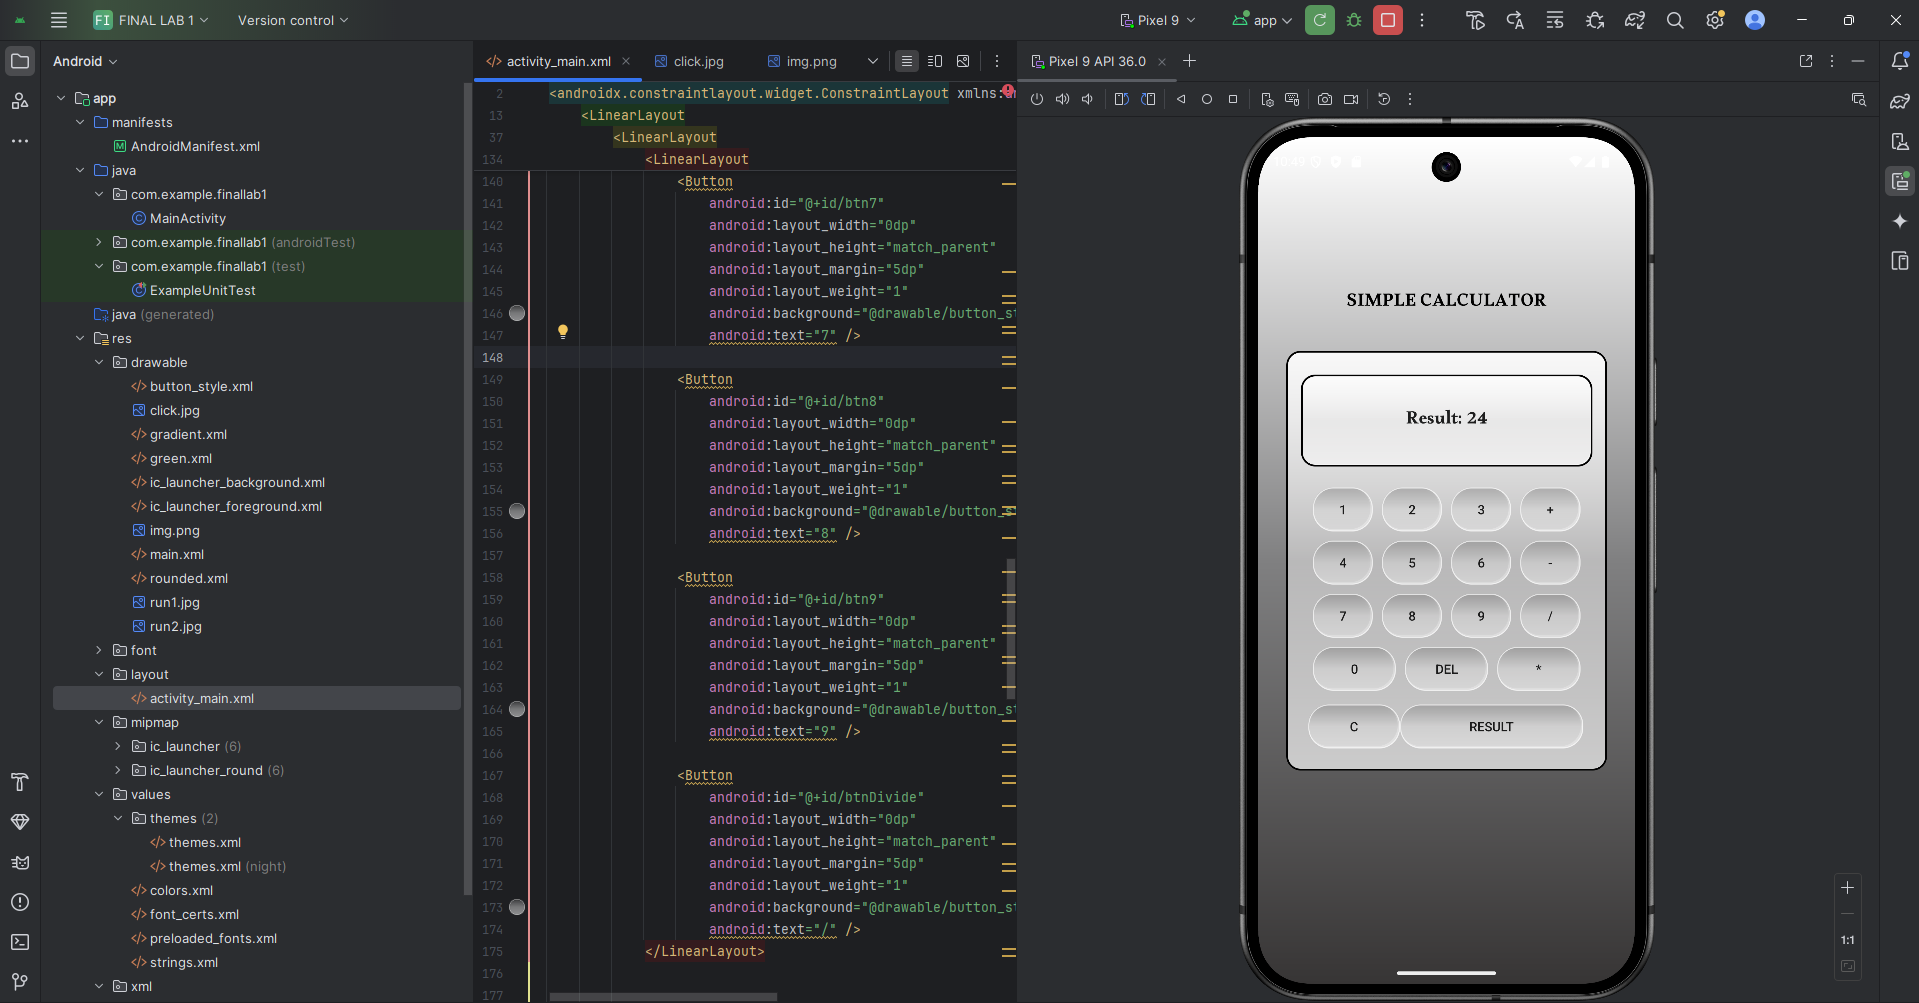 FI FINAL LAB 1 Version control Pixel 9 app
Android
app
manifests
AndroidManifest.xml
java
com.example.finallab1
MainActivity
com.example.finallab1 (androidTest)
com.example.finallab1 (test)
ExampleUnitTest
java (generated)
res
drawable
button_style.xml
click.jpg
gradient.xml
green.xml
ic_launcher_background.xml
ic_launcher_foreground.xml
img.png
main.xml
rounded.xml
run1.jpg
run2.jpg
font
layout
activity_main.xml
mipmap
ic_launcher (6)
ic_launcher_round (6)
values
themes (2)
themes.xml
themes.xml (night)
colors.xml
font_certs.xml
preloaded_fonts.xml
strings.xml
xml
activity_main.xml click.jpg img.png
2 <androidx.constraintlayout.widget.ConstraintLayout xmlns:
13 <LinearLayout
37 <LinearLayout
134 <LinearLayout
140 <Button
141 android:id="@+id/btn7"
142 android:layout_width="0dp"
143 android:layout_height="match_parent"
144 android:layout_margin="5dp"
145 android:layout_weight="1"
146 android:background="@drawable/button_st
147 android:text="7" />
148
149 <Button
150 android:id="@+id/btn8"
151 android:layout_width="0dp"
152 android:layout_height="match_parent"
153 android:layout_margin="5dp"
154 android:layout_weight="1"
155 android:background="@drawable/button_s
156 android:text="8" />
157
158 <Button
159 android:id="@+id/btn9"
160 android:layout_width="0dp"
161 android:layout_height="match_parent"
162 android:layout_margin="5dp"
163 android:layout_weight="1"
164 android:background="@drawable/button_st
165 android:text="9" />
166
167 <Button
168 android:id="@+id/btnDivide"
169 android:layout_width="0dp"
170 android:layout_height="match_parent"
171 android:layout_margin="5dp"
172 android:layout_weight="1"
173 android:background="@drawable/button_st
174 android:text="/" />
175 </LinearLayout>
176
177
Pixel 9 API 36.0
SIMPLE CALCULATOR
Result: 24
1 2 3 +
4 5 6 -
7 8 9 /
0 DEL *
C RESULT
1:1